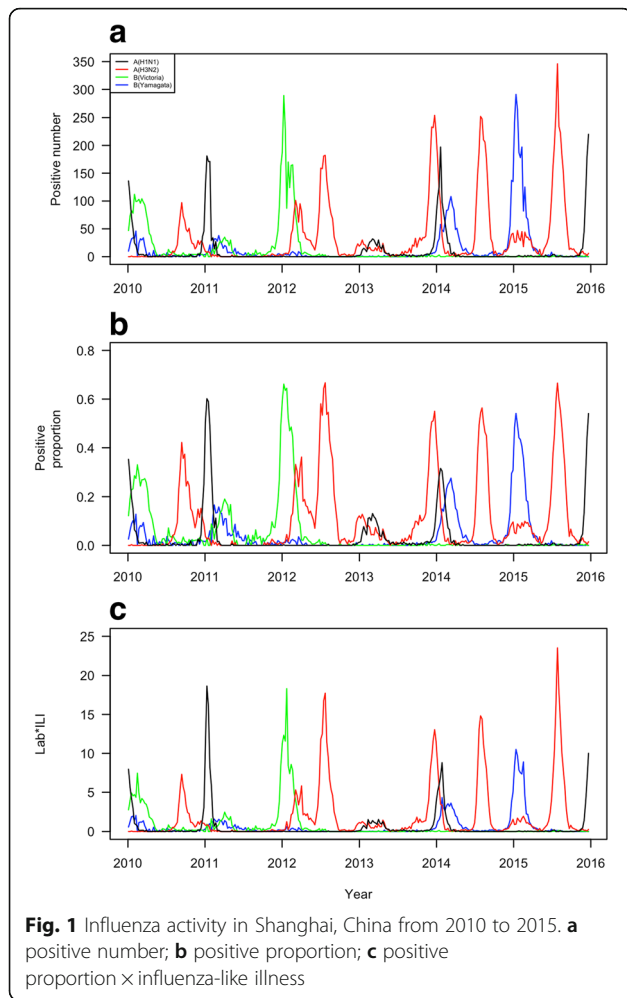 a
A(H1N1)
A(H3N2)
B(Victoria)
B(Yamagata)
Positive number
350
300
250
200
150
100
50
0
2010 2011 2012 2013 2014 2015 2016
b
Positive
proportion
0.8
0.6
0.4
0.2
0.0
2010 2011 2012 2013 2014 2015 2016
c
Lab*ILI
25
20
15
10
5
0
2010 2011 2012 2013 2014 2015 2016
Year
Fig. 1 Influenza activity in Shanghai, China from 2010 to 2015. a
positive number; b positive proportion; c positive
proportion × influenza-like illness